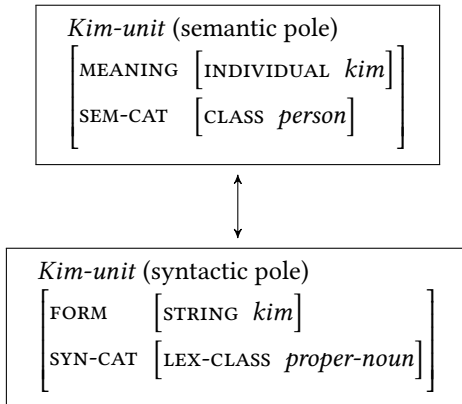 Kim-unit (semantic pole)
MEANING [INDIVIDUAL kim]
SEM-CAT [CLASS person]
Kim-unit (syntactic pole)
FORM [STRING kim]
SYN-CAT [LEX-CLASS proper-noun]